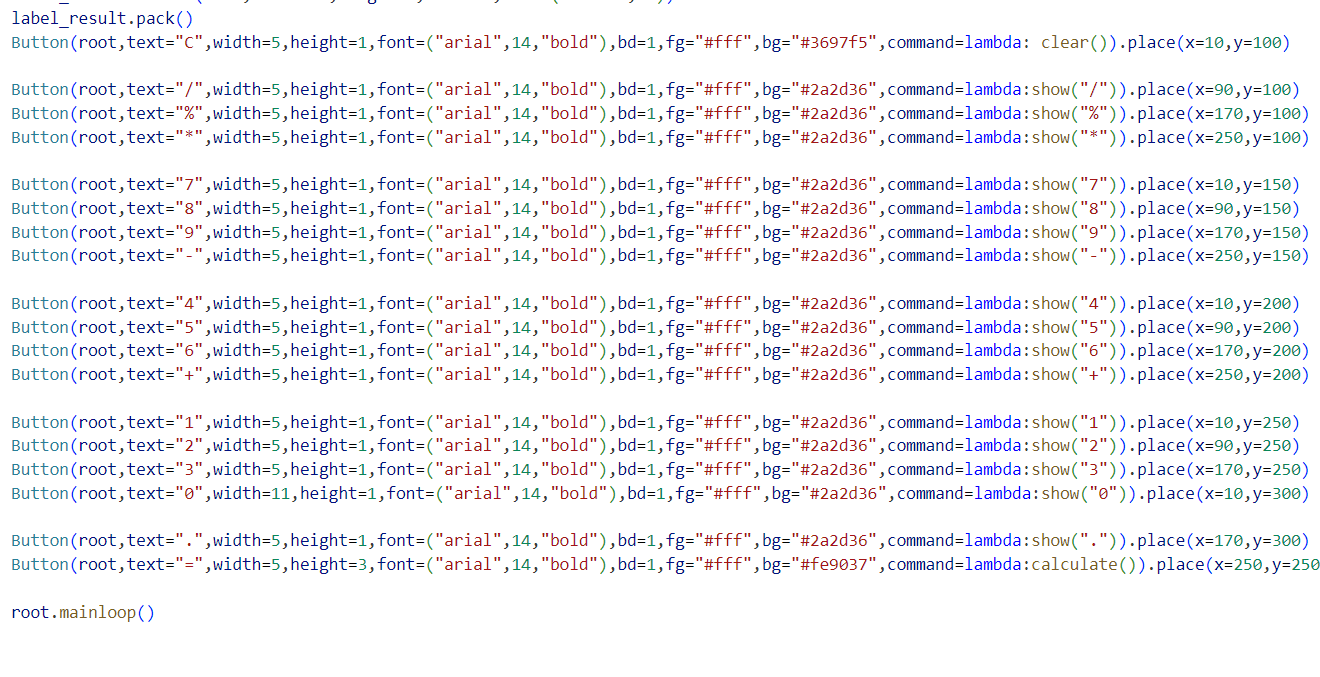 label_result.pack()
Button(root,text="C",width=5,height=1,font=("arial",14,"bold"),bd=1,fg="#fff",bg="#3697f5",command=lambda: clear()).place(x=10,y=100)
Button(root,text="/",width=5,height=1,font=("arial",14,"bold"),bd=1,fg="#fff",bg="#2a2d36",command=lambda:show("/")).place(x=90,y=100)
Button(root,text="%",width=5,height=1,font=("arial",14,"bold"),bd=1,fg="#fff",bg="#2a2d36",command=lambda:show("%")).place(x=170,y=100)
Button(root,text="*",width=5,height=1,font=("arial",14,"bold"),bd=1,fg="#fff",bg="#2a2d36",command=lambda:show("*")).place(x=250,y=100)
Button(root,text="7",width=5,height=1,font=("arial",14,"bold"),bd=1,fg="#fff",bg="#2a2d36",command=lambda:show("7")).place(x=10,y=150)
Button(root,text="8",width=5,height=1,font=("arial",14,"bold"),bd=1,fg="#fff",bg="#2a2d36",command=lambda:show("8")).place(x=90,y=150)
Button(root,text="9",width=5,height=1,font=("arial",14,"bold"),bd=1,fg="#fff",bg="#2a2d36",command=lambda:show("9")).place(x=170,y=150)
Button(root,text="-",width=5,height=1,font=("arial",14,"bold"),bd=1,fg="#fff",bg="#2a2d36",command=lambda:show("-")).place(x=250,y=150)
Button(root,text="4",width=5,height=1,font=("arial",14,"bold"),bd=1,fg="#fff",bg="#2a2d36",command=lambda:show("4")).place(x=10,y=200)
Button(root,text="5",width=5,height=1,font=("arial",14,"bold"),bd=1,fg="#fff",bg="#2a2d36",command=lambda:show("5")).place(x=90,y=200)
Button(root,text="6",width=5,height=1,font=("arial",14,"bold"),bd=1,fg="#fff",bg="#2a2d36",command=lambda:show("6")).place(x=170,y=200)
Button(root,text="+",width=5,height=1,font=("arial",14,"bold"),bd=1,fg="#fff",bg="#2a2d36",command=lambda:show("+")).place(x=250,y=200)
Button(root,text="1",width=5,height=1,font=("arial",14,"bold"),bd=1,fg="#fff",bg="#2a2d36",command=lambda:show("1")).place(x=10,y=250)
Button(root,text="2",width=5,height=1,font=("arial",14,"bold"),bd=1,fg="#fff",bg="#2a2d36",command=lambda:show("2")).place(x=90,y=250)
Button(root,text="3",width=5,height=1,font=("arial",14,"bold"),bd=1,fg="#fff",bg="#2a2d36",command=lambda:show("3")).place(x=170,y=250)
Button(root,text="0",width=11,height=1,font=("arial",14,"bold"),bd=1,fg="#fff",bg="#2a2d36",command=lambda:show("0")).place(x=10,y=300)
Button(root,text=".",width=5,height=1,font=("arial",14,"bold"),bd=1,fg="#fff",bg="#2a2d36",command=lambda:show(".")).place(x=170,y=300)
Button(root,text="=",width=5,height=3,font=("arial",14,"bold"),bd=1,fg="#fff",bg="#fe9037",command=lambda:calculate()).place(x=250,y=250
root.mainloop()